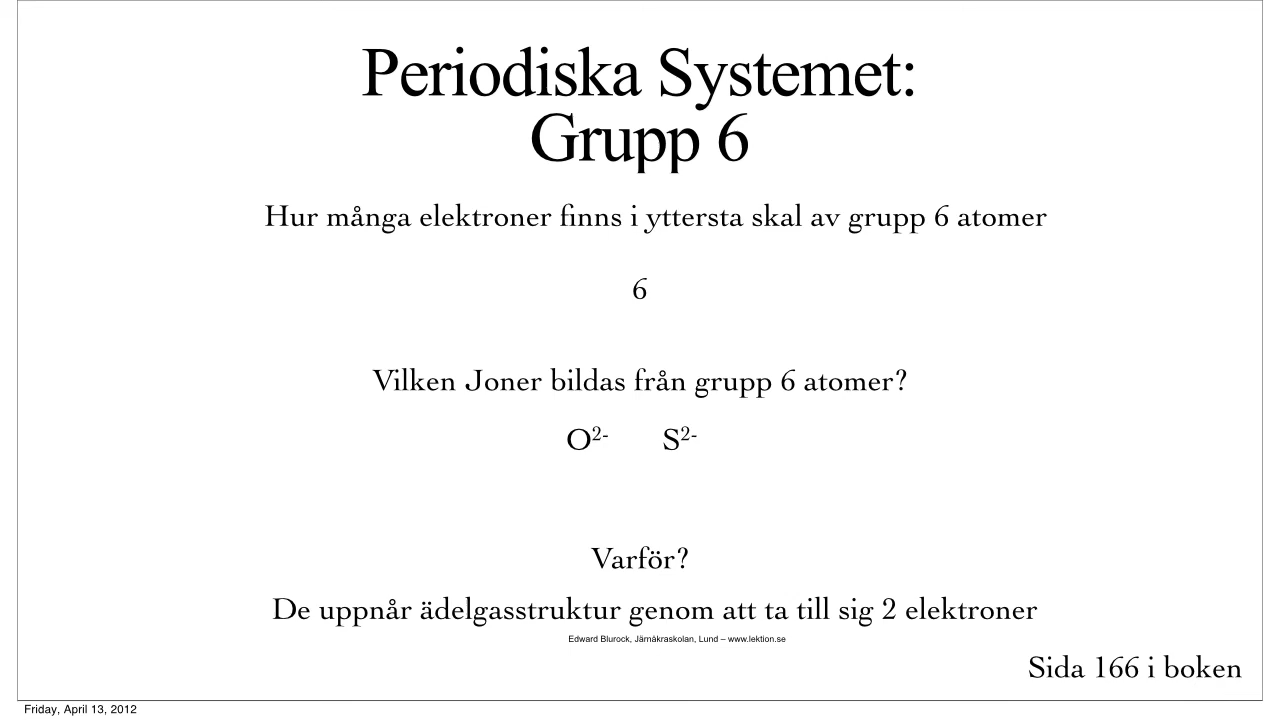 Periodiska Systemet:
Grupp 6
Hur många elektroner finns i yttersta skal av grupp 6 atomer
6
Vilken Joner bildas från grupp 6 atomer?
O²⁻ S²⁻
Varför?
De uppnår ädelgasstruktur genom att ta till sig 2 elektroner
Edward Blurock, Järnåkraskolan, Lund – www.lektion.se
Sida 166 i boken
Friday, April 13, 2012